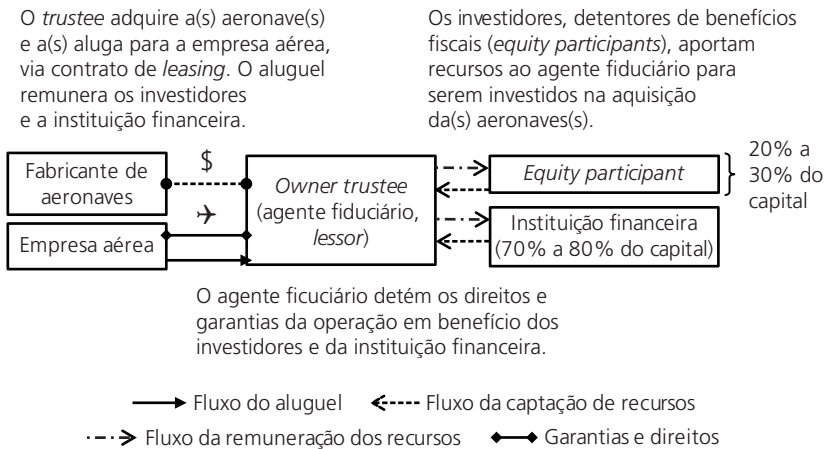 O trustee adquire a(s) aeronave(s)
e a(s) aluga para a empresa aérea,
via contrato de leasing. O aluguel
remunera os investidores
e a instituição financeira.
Os investidores, detentores de benefícios
fiscais (equity participants), aportam
recursos ao agente fiduciário para
serem investidos na aquisição
da(s) aeronaves(s).
Fabricante de
aeronaves
$
Empresa aérea
Owner trustee
(agente fiduciário,
lessor)
Equity participant
20% a
30% do
capital
Instituição financeira
(70% a 80% do capital)
O agente ficuciário detém os direitos e
garantias da operação em benefício dos
investidores e da instituição financeira.
Fluxo do aluguel
Fluxo da captação de recursos
Fluxo da remuneração dos recursos
Garantias e direitos